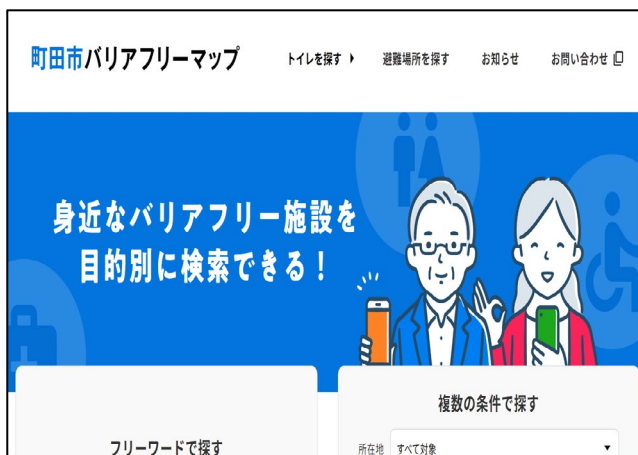 町田市バリアフリーマップ
トイレを探す
避難場所を探す
お知らせ
お問い合わせ
身近なバリアフリー施設を
目的別に検索できる！
フリーワードで探す
複数の条件で探す
所在地 すべて対象